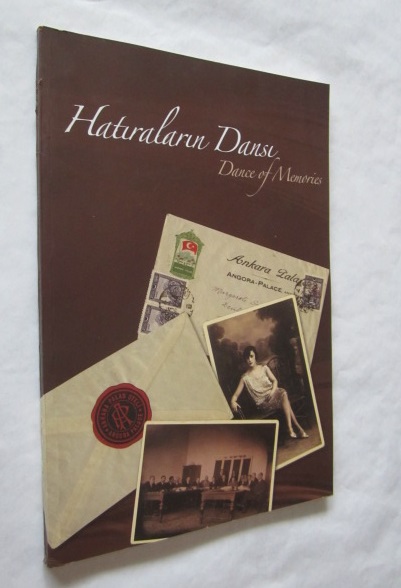 Hatıraların Dansı
Dance of Memories
Ankara Palas
ANGORA-PALACE